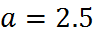 a = 2.5